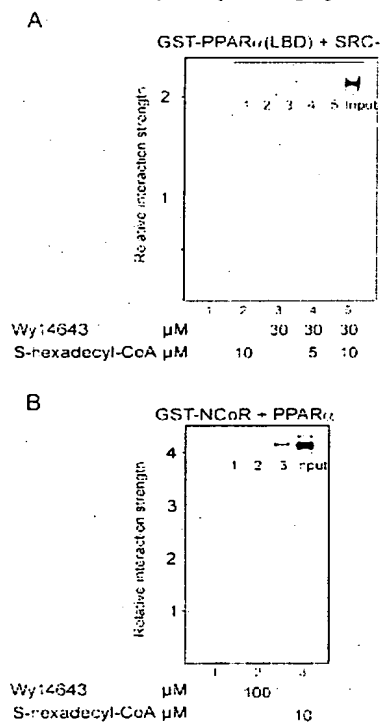 A
GST-PPARα(LBD) + SRC-
Relative interaction strength
2
1
1 2 3 4 5 Input
1 2 3 4 5
Wy14643 µM 30 30 30
S-hexadecyl-CoA µM 10 5 10
B
GST-NCoR + PPARα
Relative interaction strength
4
3
2
1
1 2 3 Input
1 2
Wy14643 µM 100
S-hexadecyl-CoA µM 10